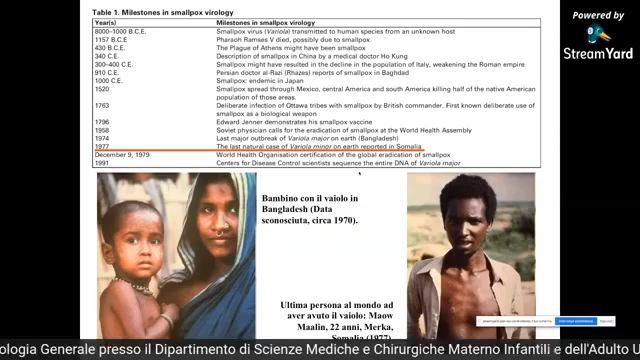 Table 1. Milestones in smallpox virology
Year(s) Milestones in smallpox virology
8000–1000 B.C.E. Smallpox virus (Variola) transmitted to human species from an unknown host
1157 B.C.E. Pharaoh Ramses V died, possibly due to smallpox
430 B.C.E. The Plague of Athens might have been smallpox
340 C.E. Description of smallpox in China by a medical doctor Ho Kung
300–400 C.E. Smallpox might have resulted in the decline in the population of Italy, weakening the Roman empire
910 C.E. Persian doctor al-Razi (Rhazes) reports of smallpox in Baghdad
1000 C.E. Smallpox: endemic in Japan
1520 Smallpox spread through Mexico, central America and south America killing half of the native American
population of those areas.
1763 Deliberate infection of Ottawa tribes with smallpox by British commander. First known deliberate use of
smallpox as a biological weapon
1796 Edward Jenner demonstrates his smallpox vaccine
1958 Soviet physician calls for the eradication of smallpox at the World Health Assembly
1974 Last major outbreak of Variola major on earth (Bangladesh)
1977 The last natural case of Variola minor on earth reported in Somalia
December 9, 1979 World Health Organisation certification of the global eradication of smallpox
1991 Centers for Disease Control scientists sequence the entire DNA of Variola major
Powered by
StreamYard
Bambino con il vaiolo in
Bangladesh (Data
sconosciuta, circa 1970).
Ultima persona al mondo ad
aver avuto il vaiolo: Maow
Maalin, 22 anni, Merka,
Somalia (1977)
ologia Generale presso il Dipartimento di Scienze Mediche e Chirurgiche Materno Infantili e dell'Adulto U